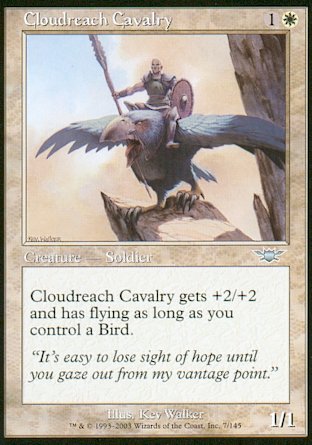 Cloudreach Cavalry 1
KEV WALKER
Creature — Soldier
Cloudreach Cavalry gets +2/+2
and has flying as long as you
control a Bird.
“It’s easy to lose sight of hope until
you gaze out from my vantage point.”
Illus. Kev Walker
™ & © 1993-2003 Wizards of the Coast, Inc. 7/145
1/1